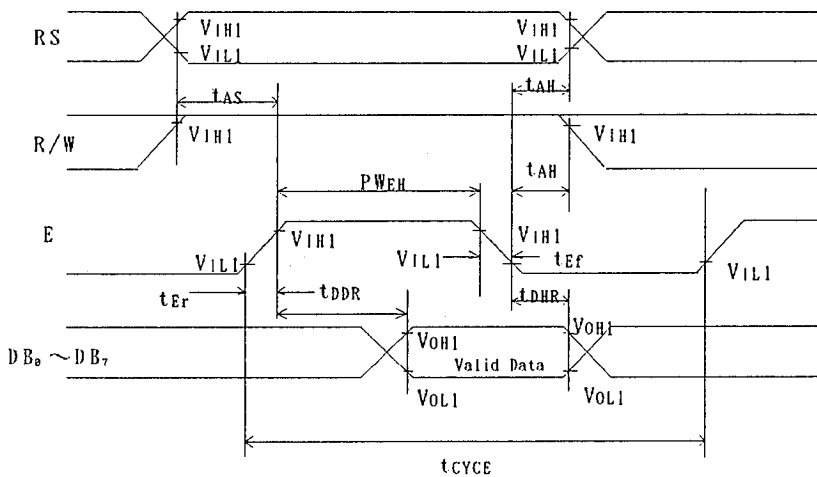 RS VIH1 VIH1
VIL1 VIL1
tAS tAH
R/W VIH1 VIH1
PWEH tAH
E VIH1 VIH1
VIL1 VIL1 tEf VIL1
tEr tDDR tDHR
DB₀ ~DB₇ VOH1 Valid Data VOH1
VOL1 VOL1
tCYCE